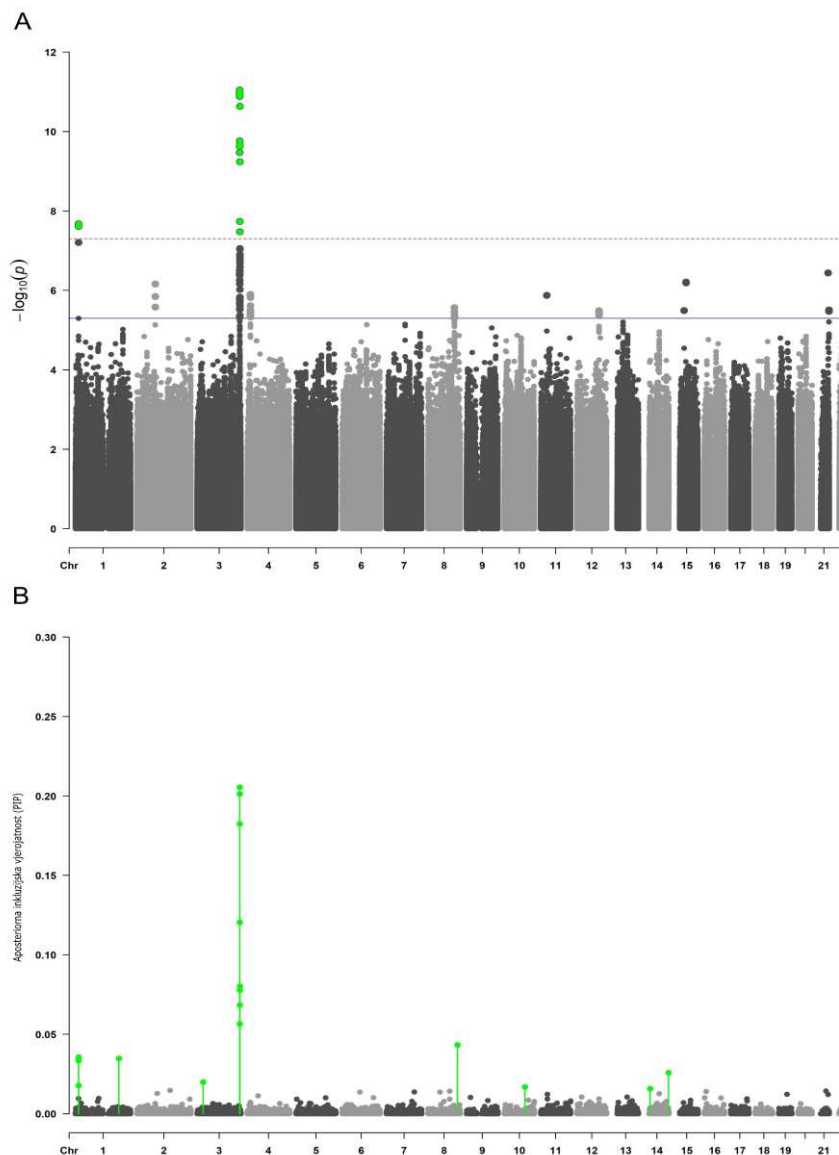 A
12
10
8
6
4
2
0
−log₁₀(p)
Chr 1 2 3 4 5 6 7 8 9 10 11 12 13 14 15 16 17 18 19 21
B
0.30
0.25
0.20
0.15
0.10
0.05
0.00
Aposteriorna inkluzijska vjerojatnost (PIP)
Chr 1 2 3 4 5 6 7 8 9 10 11 12 13 14 15 16 17 18 19 21